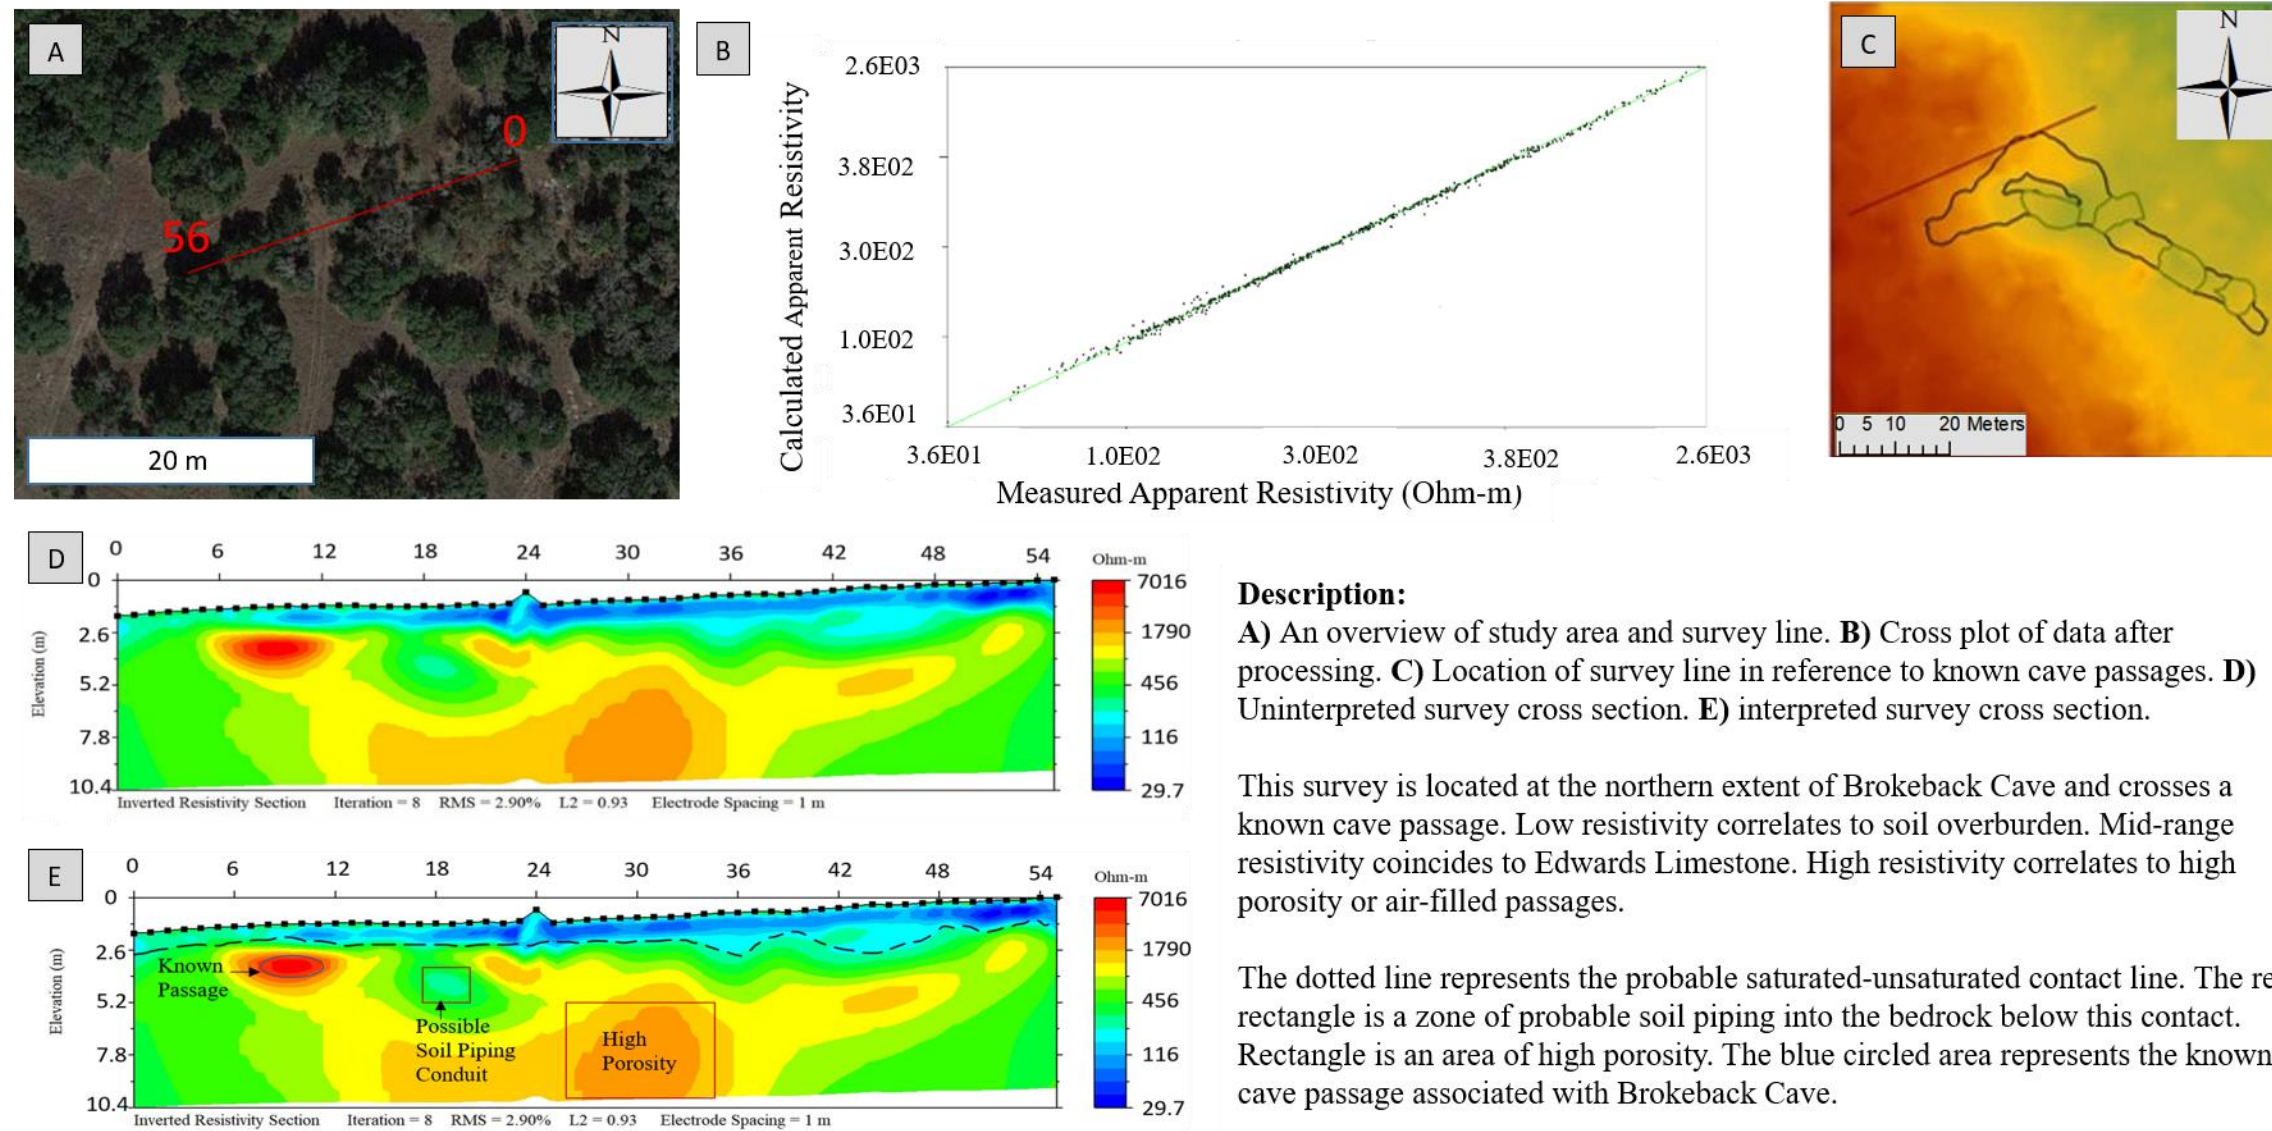 A
N
0
56
20 m
B
Calculated Apparent Resistivity
2.6E03
3.8E02
3.0E02
1.0E02
3.6E01
3.6E01 1.0E02 3.0E02 3.8E02 2.6E03
Measured Apparent Resistivity (Ohm-m)
C
N
0 5 10 20 Meters
D
0 6 12 18 24 30 36 42 48 54
Elevation (m)
0
2.6
5.2
7.8
10.4
Ohm-m
7016
1790
456
116
29.7
Inverted Resistivity Section Iteration = 8 RMS = 2.90% L2 = 0.93 Electrode Spacing = 1 m
E
0 6 12 18 24 30 36 42 48 54
Elevation (m)
0
2.6
5.2
7.8
10.4
Known
Passage
Possible
Soil Piping
Conduit
High
Porosity
Ohm-m
7016
1790
456
116
29.7
Inverted Resistivity Section Iteration = 8 RMS = 2.90% L2 = 0.93 Electrode Spacing = 1 m
Description:
A) An overview of study area and survey line. B) Cross plot of data after
processing. C) Location of survey line in reference to known cave passages. D)
Uninterpreted survey cross section. E) interpreted survey cross section.
This survey is located at the northern extent of Brokeback Cave and crosses a
known cave passage. Low resistivity correlates to soil overburden. Mid-range
resistivity coincides to Edwards Limestone. High resistivity correlates to high
porosity or air-filled passages.
The dotted line represents the probable saturated-unsaturated contact line. The re
rectangle is a zone of probable soil piping into the bedrock below this contact.
Rectangle is an area of high porosity. The blue circled area represents the known
cave passage associated with Brokeback Cave.